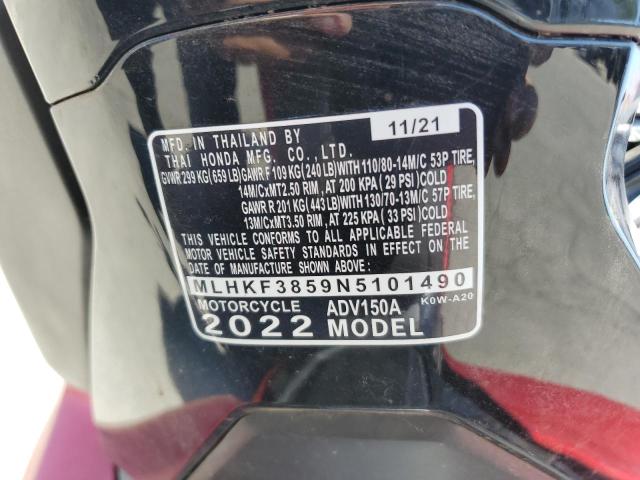 MFD. IN THAILAND BY 11/21
THAI HONDA MFG. CO.,LTD.
GVWR 299 KG(659 LB)GAWR F 109 KG(240 LB)WITH 110/80-14M/C 53P TIRE,
14M/CxMT2.50 RIM, AT 200 KPA (29 PSI)COLD
GAWR R 201 KG(443 LB)WITH 130/70-13M/C 57P TIRE,
13M/CxMT3.50 RIM, AT 225 KPA (33 PSI)COLD
THIS VEHICLE CONFORMS TO ALL APPLICABLE FEDERAL
MOTOR VEHICLE SAFETY STANDARDS IN EFFECT ON THE
DATE OF MANUFACTURE SHOWN ABOVE:
MLHKF3859N5101490
MOTORCYCLE ADV150A K0W-A20
2022 MODEL